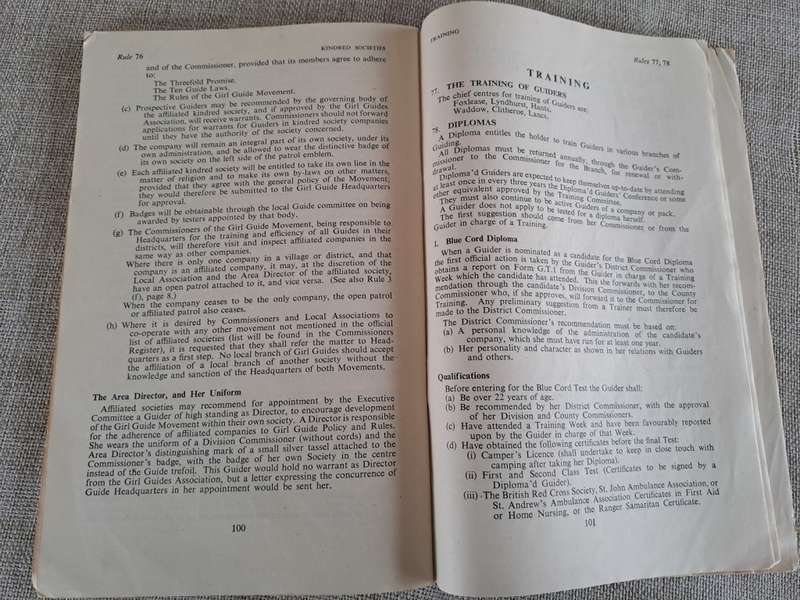 Rule 76
KINDRED SOCIETIES
and of the Commissioner, provided that its members agree to adhere
to:
The Threefold Promise.
The Ten Guide Laws.
The Rules of the Girl Guide Movement.
(c) Prospective Guiders may be recommended by the governing body of
the affiliated kindred society, and if approved by the Girl Guides
Association, will receive warrants. Commissioners should not forward
applications for warrants for Guiders in kindred society companies
until they have the authority of the society concerned.
(d) The company will remain an integral part of its own society, under its
own administration, and be allowed to wear the distinctive badge of
its own society on the left side of the patrol emblem.
(e) Each affiliated kindred society will be entitled to take its own line in the
matter of religion and to make its own by-laws on other matters,
provided that they agree with the general policy of the Movement;
they would therefore be submitted to the Girl Guide Headquarters
for approval.
(f) Badges will be obtainable through the local Guide committee on being
awarded by testers appointed by that body.
(g) The Commissioners of the Girl Guide Movement, being responsible to
Headquarters for the training and efficiency of all Guides in their
districts, will therefore visit and inspect affiliated companies in the
same way as other companies.
Where there is only one company in a village or district, and that
company is an affiliated company, it may, at the discretion of the
Local Association and the Area Director of the affiliated society,
have an open patrol attached to it, and vice versa. (See also Rule 3
(f), page 8.)
When the company ceases to be the only company, the open patrol
or affiliated patrol also ceases.
(h) Where it is desired by Commissioners and Local Associations to
co-operate with any other movement not mentioned in the official
list of affiliated societies (list will be found in the Commissioners
Register), it is requested that they shall refer the matter to Head-
quarters as a first step. No local branch of Girl Guides should accept
the affiliation of a local branch of another society without the
knowledge and sanction of the Headquarters of both Movements.
The Area Director, and Her Uniform
Affiliated societies may recommend for appointment by the Executive
Committee a Guider of high standing as Director, to encourage development
of the Girl Guide Movement within their own society. A Director is responsible
for the adherence of affiliated companies to Girl Guide Policy and Rules.
She wears the uniform of a Division Commissioner (without cords) and the
Area Director's distinguishing mark of a small silver tassel attached to the
Commissioner's badge, with the badge of her own Society in the centre
instead of the Guide trefoil. This Guider would hold no warrant as Director
from the Girl Guides Association, but a letter expressing the concurrence of
Guide Headquarters in her appointment would be sent her.
100
TRAINING
Rules 77, 78
TRAINING
77. THE TRAINING OF GUIDERS
The chief centres for training of Guiders are:
Foxlease, Lyndhurst, Hants.
Waddow, Clitheroe, Lancs.
78. DIPLOMAS
A Diploma entitles the holder to train Guiders in various branches of
Guiding.
All Diplomas must be returned annually, through the Guider's Com-
missioner to the Commissioner for the Branch, for renewal or with-
drawal.
Diploma'd Guiders are expected to keep themselves up-to-date by attending
at least once in every three years the Diploma'd Guiders' Conference or some
other equivalent approved by the Training Committee.
They must also continue to be active Guiders of a company or pack.
A Guider does not apply to be tested for a diploma herself.
The first suggestion should come from her Commissioner or from the
Guider in charge of a Training.
I. Blue Cord Diploma
When a Guider is nominated as a candidate for the Blue Cord Diploma
the first official action is taken by the Guider's District Commissioner who
obtains a report on Form G.T.1 from the Guider in charge of a Training
Week which the candidate has attended. This she forwards with her recom-
mendation through the candidate's Division Commissioner, to the County
Commissioner who, if she approves, will forward it to the Commissioner for
Training. Any preliminary suggestion from a Trainer must therefore be
made to the District Commissioner.
The District Commissioner's recommendation must be based on:
(a) A personal knowledge of the administration of the candidate's
company, which she must have run for at least one year.
(b) Her personality and character as shown in her relations with Guiders
and others.
Qualifications
Before entering for the Blue Cord Test the Guider shall:
(a) Be over 22 years of age.
(b) Be recommended by her District Commissioner, with the approval
of her Division and County Commissioners.
(c) Have attended a Training Week and have been favourably reported
upon by the Guider in charge of that Week.
(d) Have obtained the following certificates before the final Test:
(i) Camper's Licence (shall undertake to keep in close touch with
camping after taking her Diploma).
(ii) First and Second Class Test (Certificates to be signed by a
Diploma'd Guider).
(iii) The British Red Cross Society, St. John Ambulance Association, or
St. Andrew's Ambulance Association Certificates in First Aid
or Home Nursing, or the Ranger Samaritan Certificate.
101